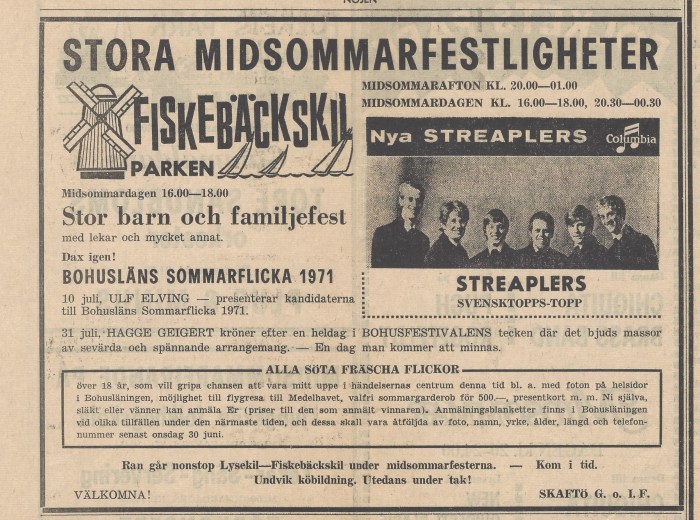 NÖJEN
STORA MIDSOMMARFESTLIGHETER
FISKEBÄCKSKIL
PARKEN
MIDSOMMARAFTON KL. 20.00—01.00
MIDSOMMARDAGEN KL. 16.00—18.00, 20.30—00.30
Nya STREAPLERS Columbia
STREAPLERS
SVENSKTOPPS-TOPP
Midsommardagen 16.00—18.00
Stor barn och familjefest
med lekar och mycket annat.
Dax igen!
BOHUSLÄNS SOMMARFLICKA 1971
10 juli, ULF ELVING — presenterar kandidaterna
till Bohusläns Sommarflicka 1971.
31 juli, HAGGE GEIGERT kröner efter en heldag i BOHUSFESTIVALENS tecken där det bjuds massor
av sevärda och spännande arrangemang. — En dag man kommer att minnas.
ALLA SÖTA FRÄSCHA FLICKOR
över 18 år, som vill gripa chansen att vara mitt uppe i händelsernas centrum denna tid bl. a. med foton på helsidor
i Bohusläningen, möjlighet till flygresa till Medelhavet, valfri sommargarderob för 500.—, presentkort m. m. Ni själva,
släkt eller vänner kan anmäla Er (priser till den som anmält vinnaren). Anmälningsblanketter finns i Bohusläningen
vid olika tillfällen under den närmaste tiden, och dessa skall vara åtföljda av foto, namn, yrke, ålder, längd och telefon-
nummer senast onsdag 30 juni.
Ran går nonstop Lysekil—Fiskebäckskil under midsommarfesterna. — Kom i tid.
Undvik köbildning. Utedans under tak!
VÄLKOMNA!
SKAFTÖ G. o. I.F.